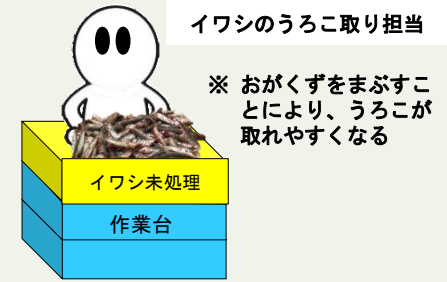 イワシのうろこ取り担当
※ おがくずをまぶすこ
とにより、うろこが
取れやすくなる
イワシ未処理
作業台